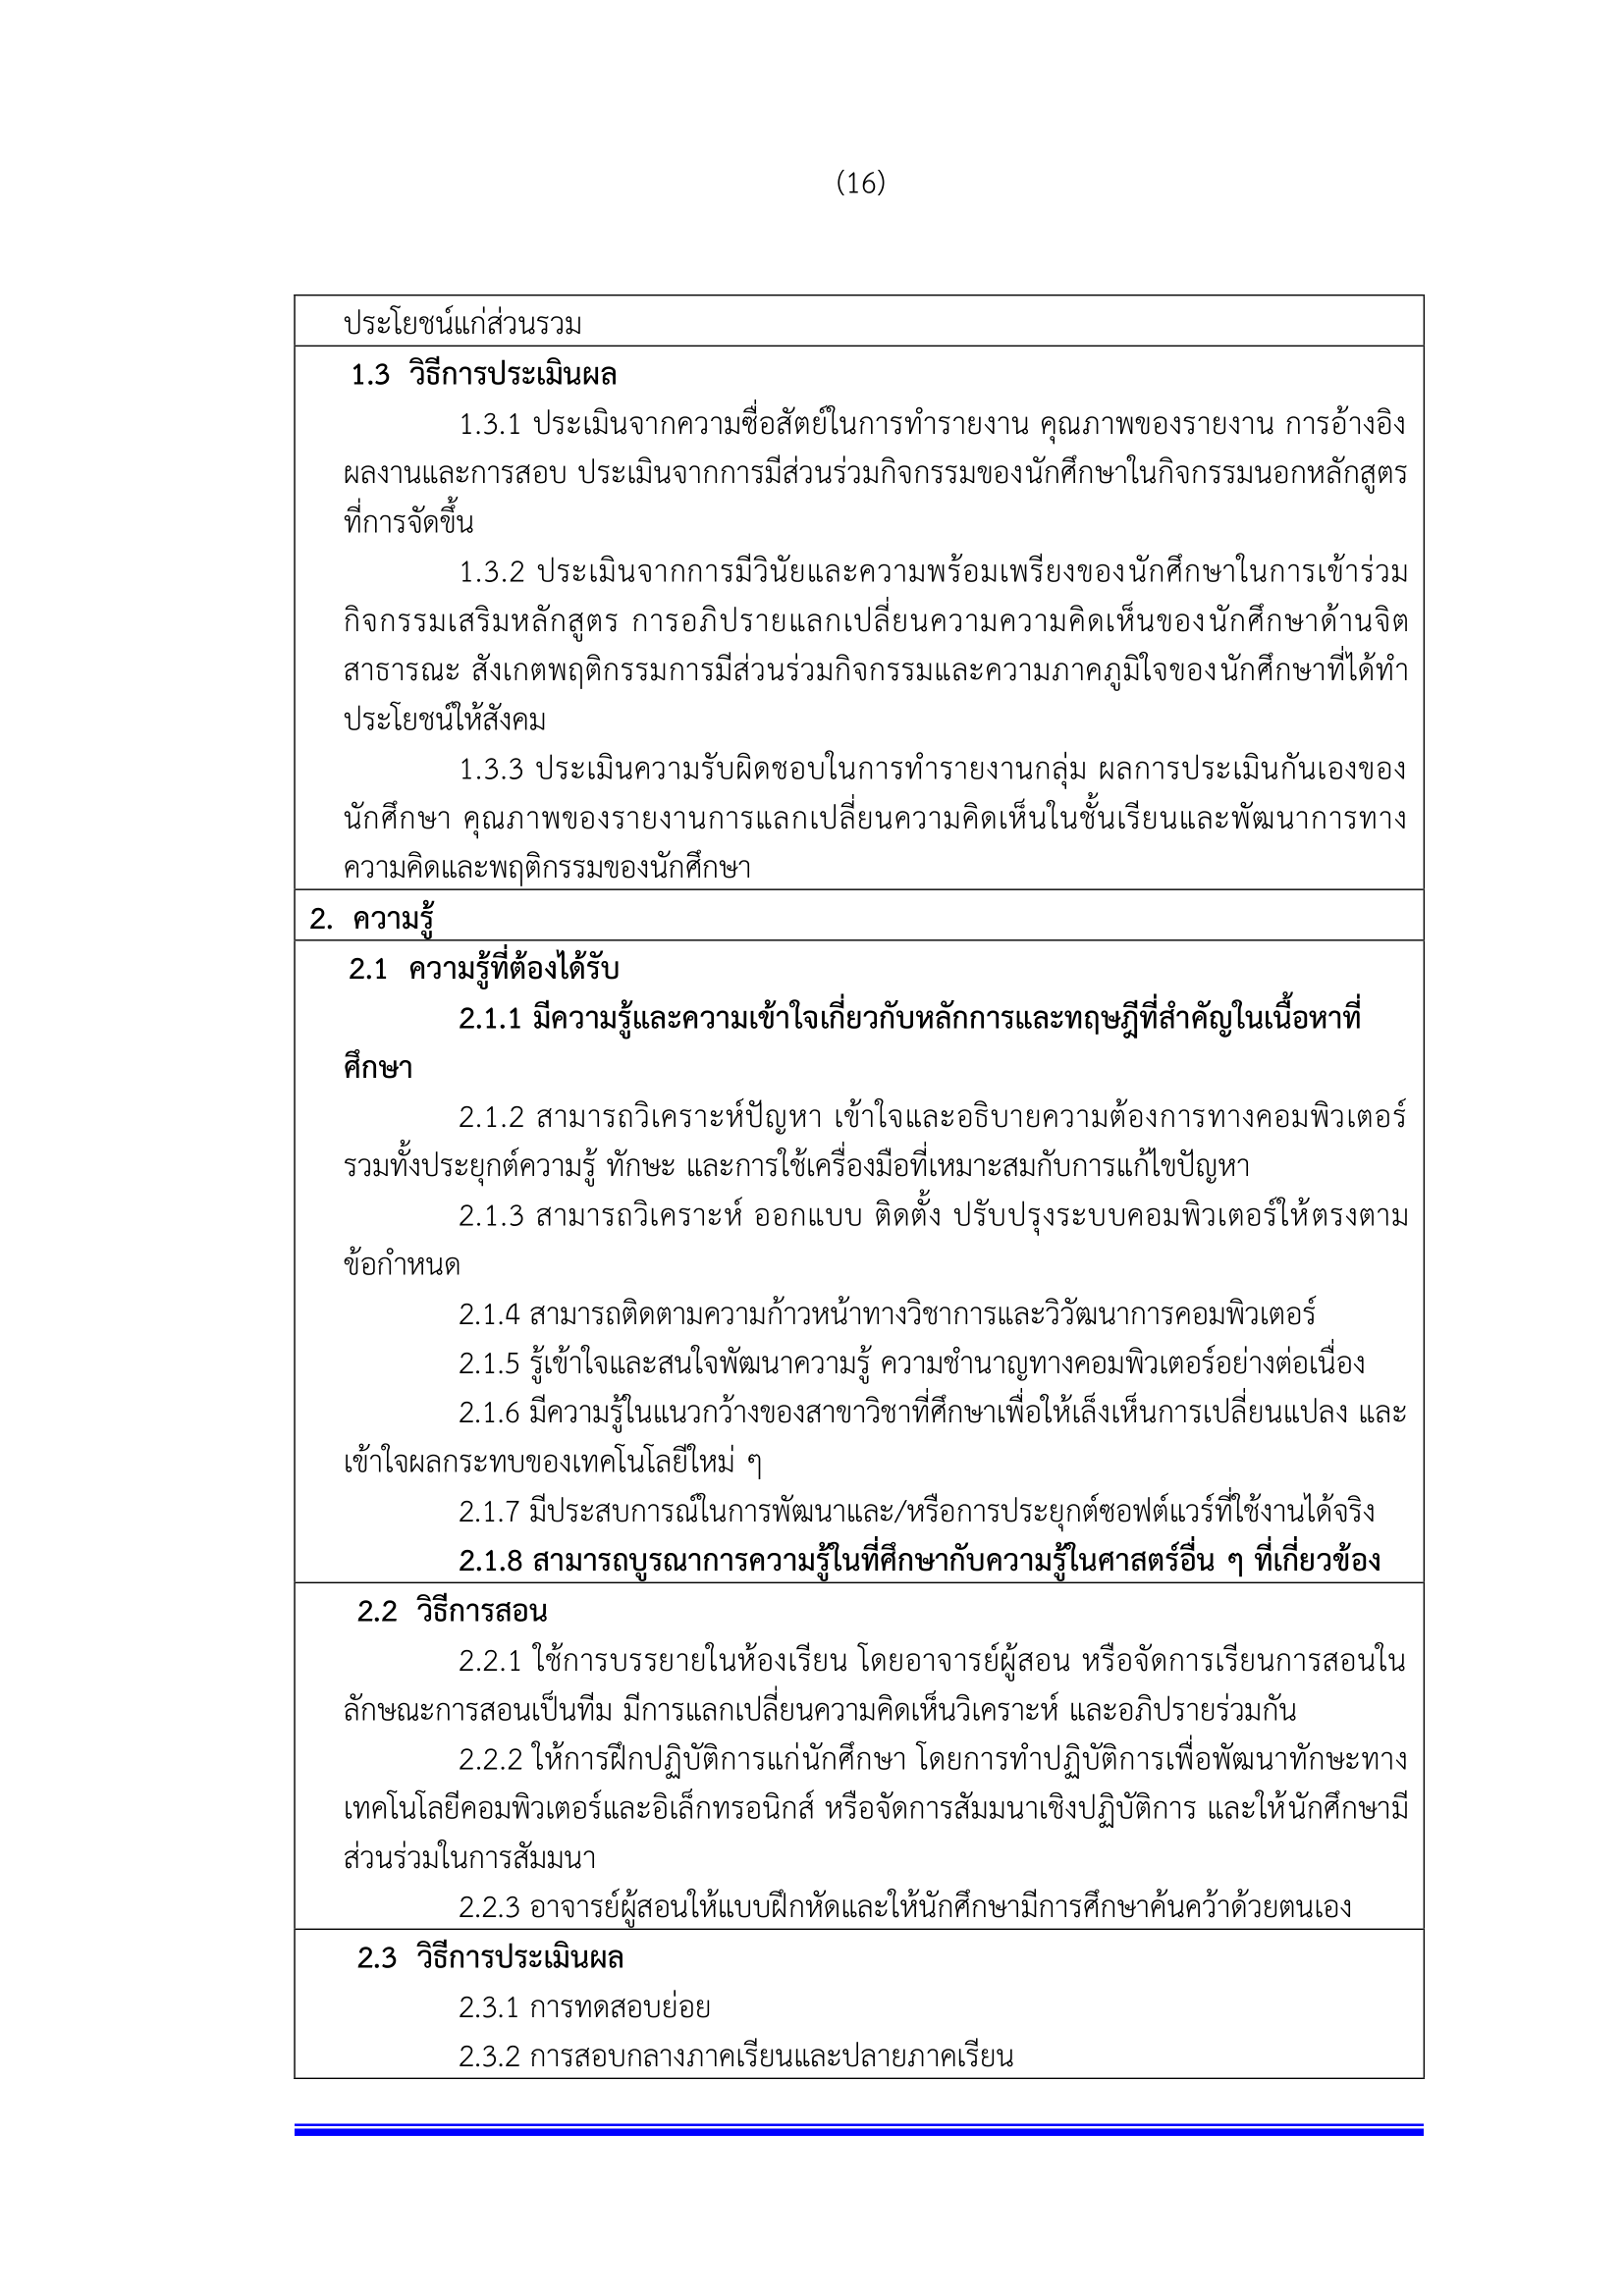 (16)
ประโยชน์แก่ส่วนรวม
1.3 วิธีการประเมินผล
1.3.1 ประเมินจากความซื่อสัตย์ในการทำรายงาน คุณภาพของรายงาน การอ้างอิง
ผลงานและการสอบ ประเมินจากการมีส่วนร่วมกิจกรรมของนักศึกษาในกิจกรรมนอกหลักสูตร
ที่การจัดขึ้น
1.3.2 ประเมินจากการมีวินัยและความพร้อมเพรียงของนักศึกษาในการเข้าร่วม
กิจกรรมเสริมหลักสูตร การอภิปรายแลกเปลี่ยนความความคิดเห็นของนักศึกษาด้านจิต
สาธารณะ สังเกตพฤติกรรมการมีส่วนร่วมกิจกรรมและความภาคภูมิใจของนักศึกษาที่ได้ทำ
ประโยชน์ให้สังคม
1.3.3 ประเมินความรับผิดชอบในการทำรายงานกลุ่ม ผลการประเมินกันเองของ
นักศึกษา คุณภาพของรายงานการแลกเปลี่ยนความคิดเห็นในชั้นเรียนและพัฒนาการทาง
ความคิดและพฤติกรรมของนักศึกษา
2. ความรู้
2.1 ความรู้ที่ต้องได้รับ
2.1.1 มีความรู้และความเข้าใจเกี่ยวกับหลักการและทฤษฎีที่สำคัญในเนื้อหาที่
ศึกษา
2.1.2 สามารถวิเคราะห์ปัญหา เข้าใจและอธิบายความต้องการทางคอมพิวเตอร์
รวมทั้งประยุกต์ความรู้ ทักษะ และการใช้เครื่องมือที่เหมาะสมกับการแก้ไขปัญหา
2.1.3 สามารถวิเคราะห์ ออกแบบ ติดตั้ง ปรับปรุงระบบคอมพิวเตอร์ให้ตรงตาม
ข้อกำหนด
2.1.4 สามารถติดตามความก้าวหน้าทางวิชาการและวิวัฒนาการคอมพิวเตอร์
2.1.5 รู้เข้าใจและสนใจพัฒนาความรู้ ความชำนาญทางคอมพิวเตอร์อย่างต่อเนื่อง
2.1.6 มีความรู้ในแนวกว้างของสาขาวิชาที่ศึกษาเพื่อให้เล็งเห็นการเปลี่ยนแปลง และ
เข้าใจผลกระทบของเทคโนโลยีใหม่ ๆ
2.1.7 มีประสบการณ์ในการพัฒนาและ/หรือการประยุกต์ซอฟต์แวร์ที่ใช้งานได้จริง
2.1.8 สามารถบูรณาการความรู้ในที่ศึกษากับความรู้ในศาสตร์อื่น ๆ ที่เกี่ยวข้อง
2.2 วิธีการสอน
2.2.1 ใช้การบรรยายในห้องเรียน โดยอาจารย์ผู้สอน หรือจัดการเรียนการสอนใน
ลักษณะการสอนเป็นทีม มีการแลกเปลี่ยนความคิดเห็นวิเคราะห์ และอภิปรายร่วมกัน
2.2.2 ให้การฝึกปฏิบัติการแก่นักศึกษา โดยการทำปฏิบัติการเพื่อพัฒนาทักษะทาง
เทคโนโลยีคอมพิวเตอร์และอิเล็กทรอนิกส์ หรือจัดการสัมมนาเชิงปฏิบัติการ และให้นักศึกษามี
ส่วนร่วมในการสัมมนา
2.2.3 อาจารย์ผู้สอนให้แบบฝึกหัดและให้นักศึกษามีการศึกษาค้นคว้าด้วยตนเอง
2.3 วิธีการประเมินผล
2.3.1 การทดสอบย่อย
2.3.2 การสอบกลางภาคเรียนและปลายภาคเรียน